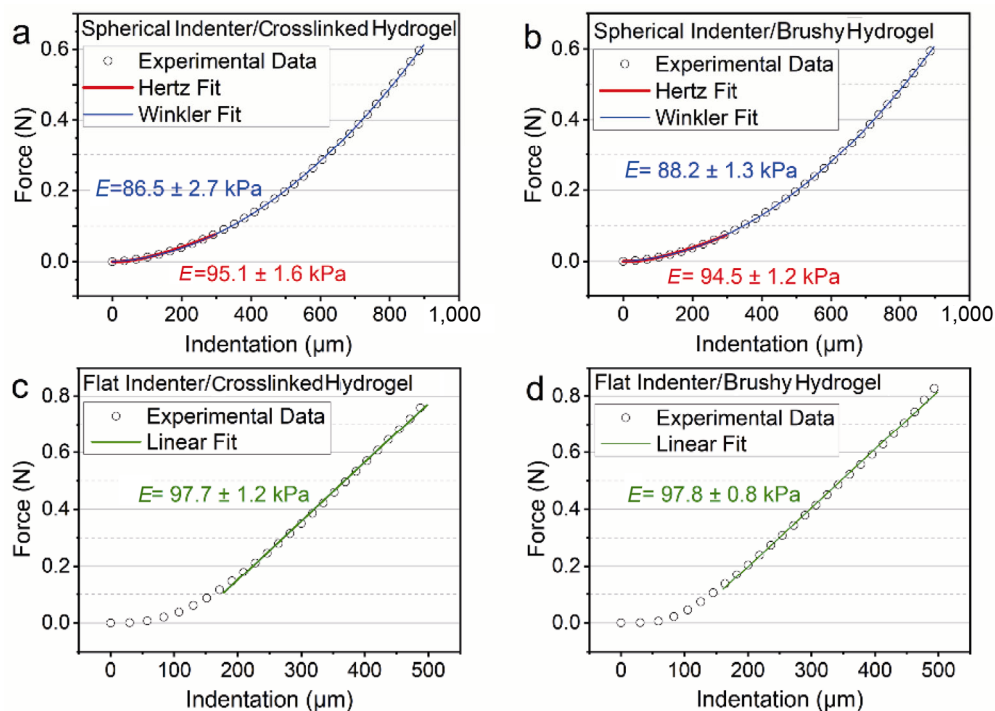 a
Spherical Indenter/Crosslinked Hydrogel
Experimental Data
Hertz Fit
Winkler Fit
E=86.5 ± 2.7 kPa
E=95.1 ± 1.6 kPa
0.6
0.4
0.2
0.0
Force (N)
0 200 400 600 800 1,000
Indentation (µm)
b
Spherical Indenter/Brushy Hydrogel
Experimental Data
Hertz Fit
Winkler Fit
E = 88.2 ± 1.3 kPa
E = 94.5 ± 1.2 kPa
0.6
0.4
0.2
0.0
Force (N)
0 200 400 600 800 1,000
Indentation (µm)
c
Flat Indenter/Crosslinked Hydrogel
Experimental Data
Linear Fit
E= 97.7 ± 1.2 kPa
0.8
0.6
0.4
0.2
0.0
Force (N)
0 100 200 300 400 500
Indentation (µm)
d
Flat Indenter/Brushy Hydrogel
Experimental Data
Linear Fit
E= 97.8 ± 0.8 kPa
0.8
0.6
0.4
0.2
0.0
Force (N)
0 100 200 300 400 500
Indentation (µm)